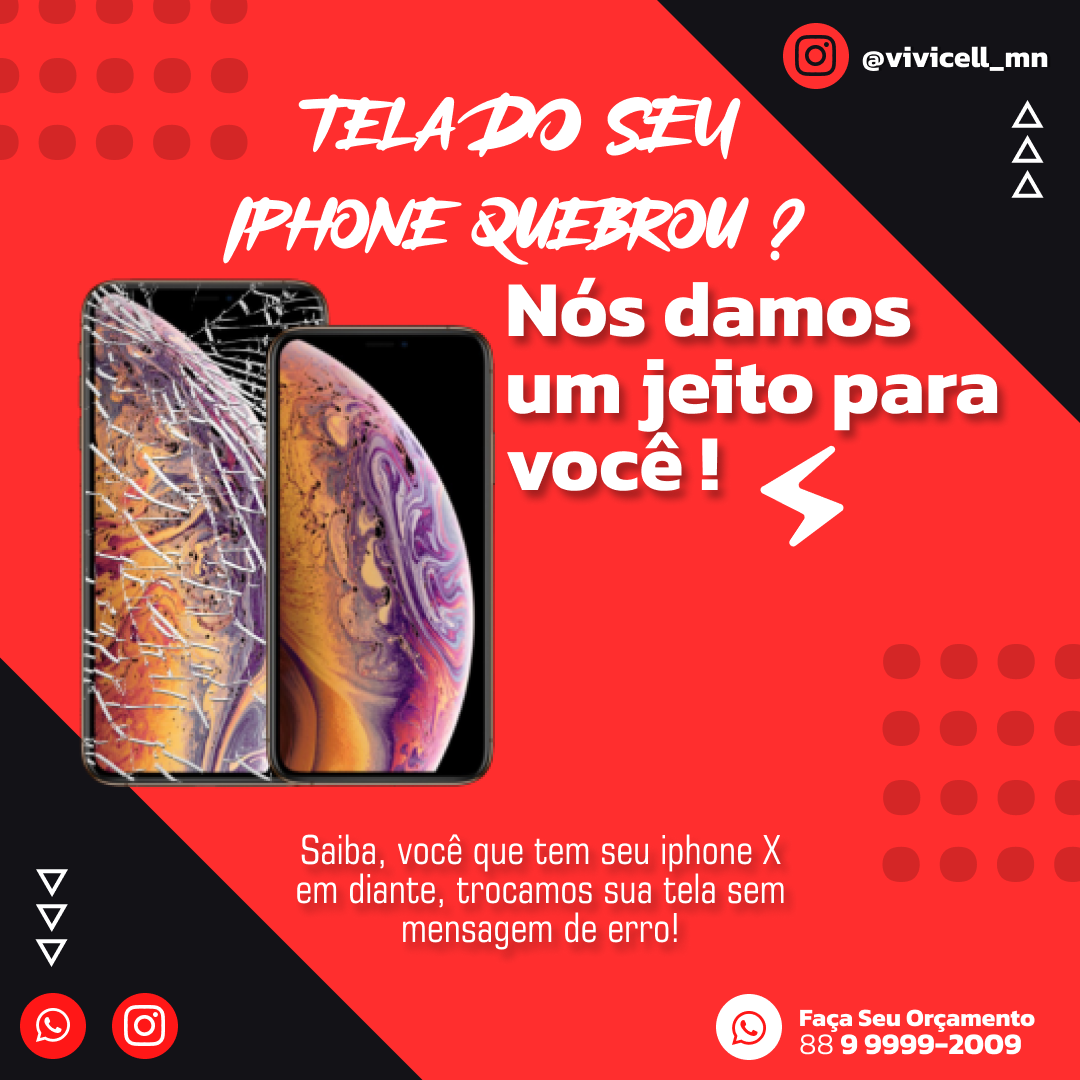 @vivicell_mn
TELA DO SEU
IPHONE QUEBROU ?
Nós damos
um jeito para
você !
Saiba, você que tem seu iphone X
em diante, trocamos sua tela sem
mensagem de erro!
Faça Seu Orçamento
88 9 9999-2009